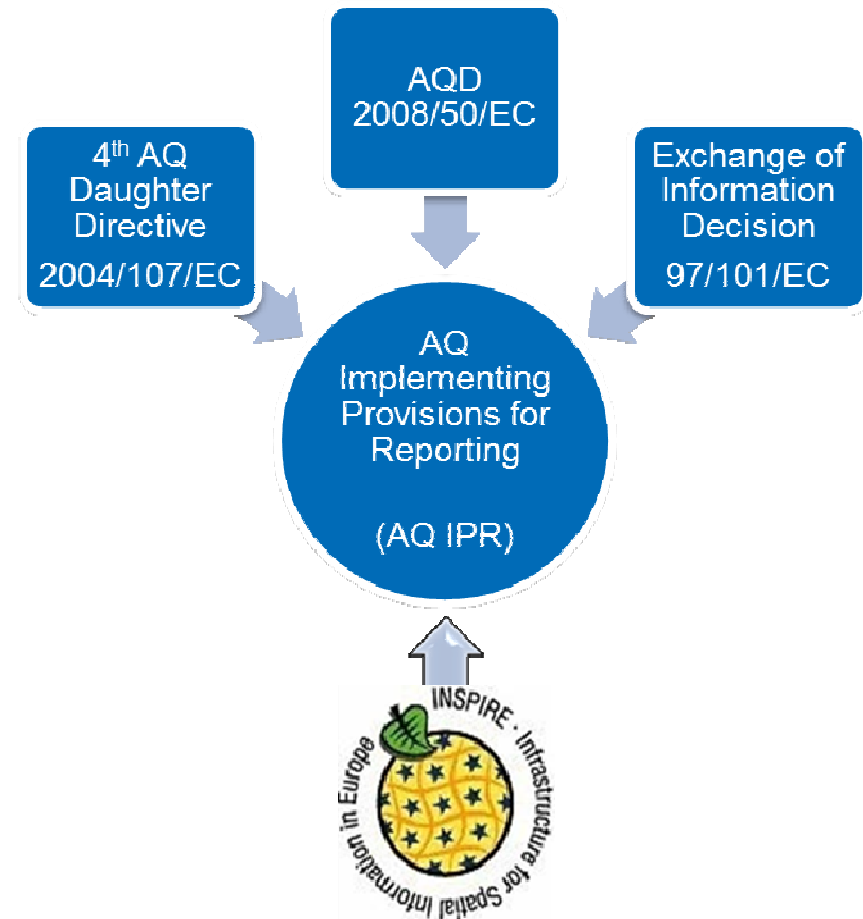 AQD
2008/50/EC
4th AQ
Daughter
Directive
2004/107/EC
Exchange of
Information
Decision
97/101/EC
AQ
Implementing
Provisions for
Reporting
(AQ IPR)
INSPIRE · Infrastructure for Spatial Information in Europe